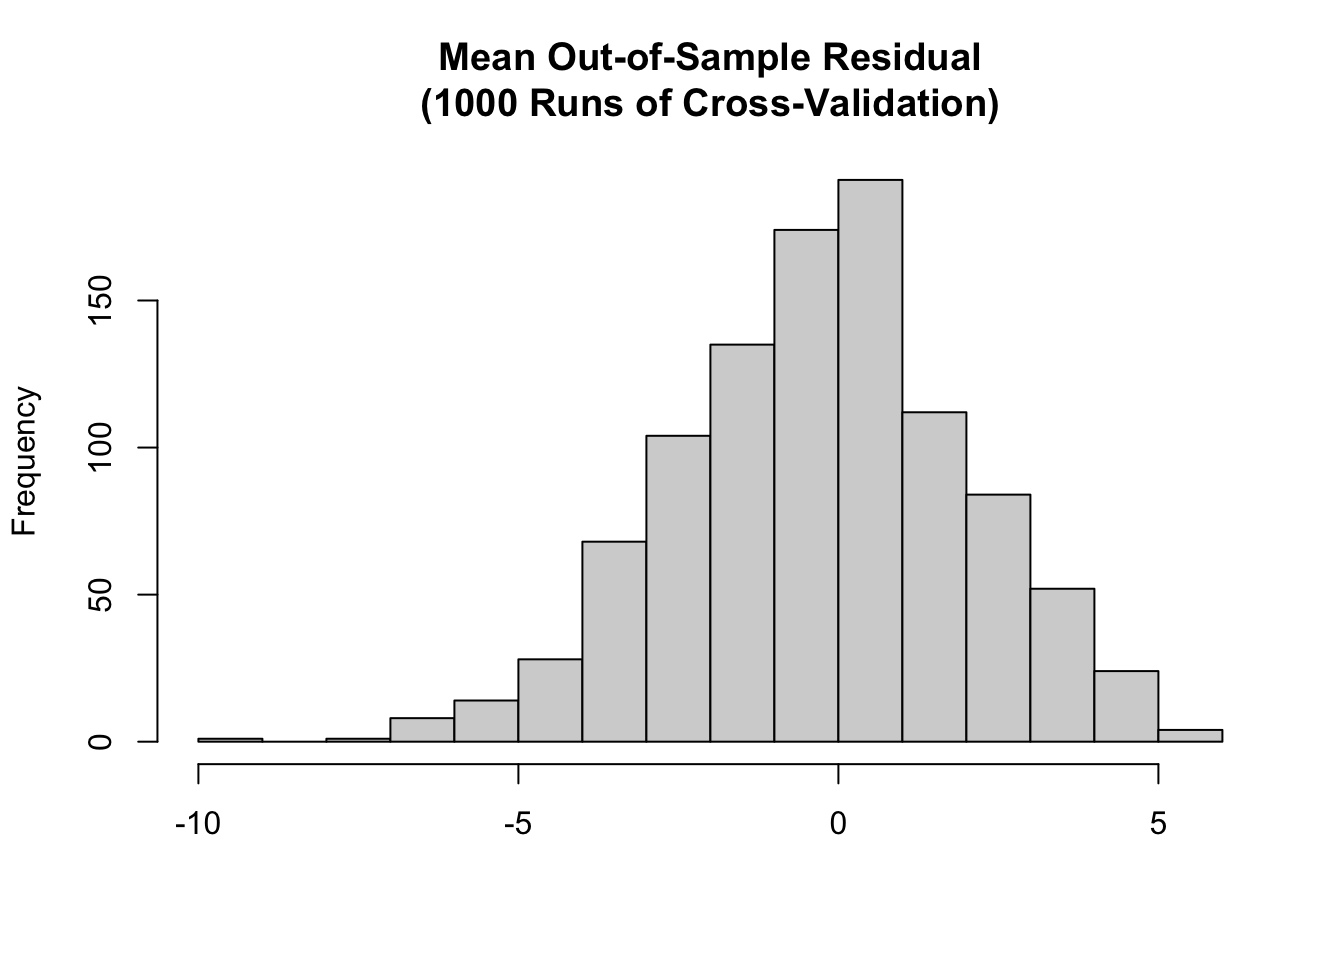 Mean Out-of-Sample Residual
(1000 Runs of Cross-Validation)
Frequency
150
100
50
0
-10 -5 0 5